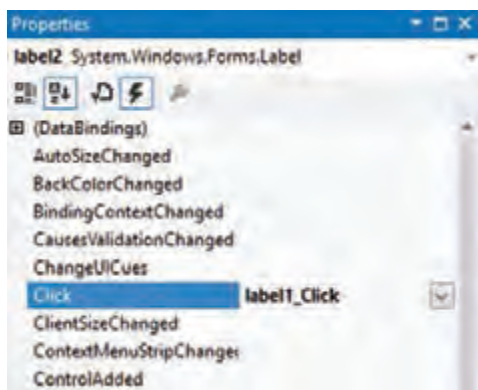 Properties
label2 System.Windows.Forms.Label
(DataBindings)
AutoSizeChanged
BackColorChanged
BindingContextChanged
CausesValidationChanged
ChangeUICues
Click label1_Click
ClientSizeChanged
ContextMenuStripChange
ControlAdded